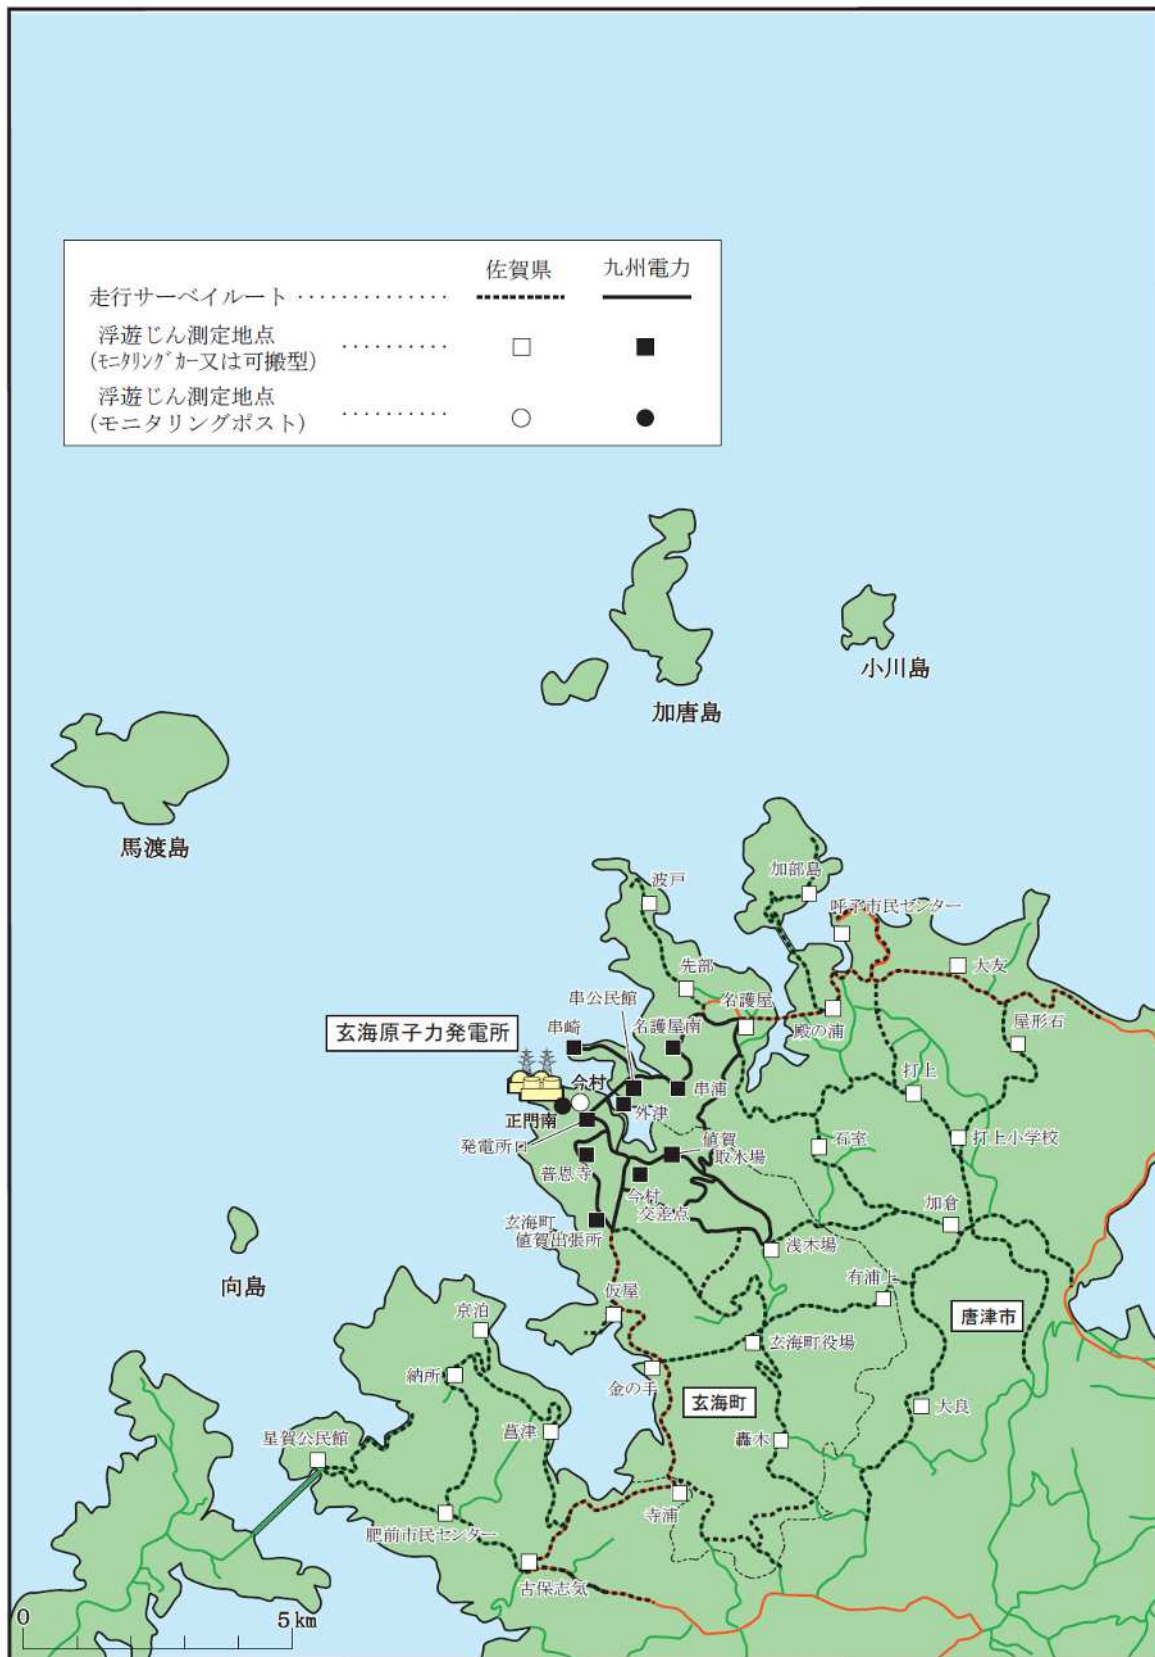 佐賀県 九州電力
走行サーベイルート ··············
浮遊じん測定地点 ··········
(モニタリングカー又は可搬型)
浮遊じん測定地点 ··········
(モニタリングポスト)
小川島
加唐島
馬渡島
加部島
波戸
呼子市民センター
先部
大友
串公民館
名護屋
玄海原子力発電所
串崎
名護屋南
殿の浦
屋形石
今村
打上
串浦
正門南
外津
発電所口
値賀
取水場
石室
打上小学校
普恩寺
今村
交差点
加倉
玄海町
値賀出張所
浅木場
有浦上
向島
仮屋
唐津市
京泊
玄海町役場
納所
金の手
玄海町
大良
菖津
轟木
星賀公民館
寺浦
肥前市民センター
古保志気
0
5km